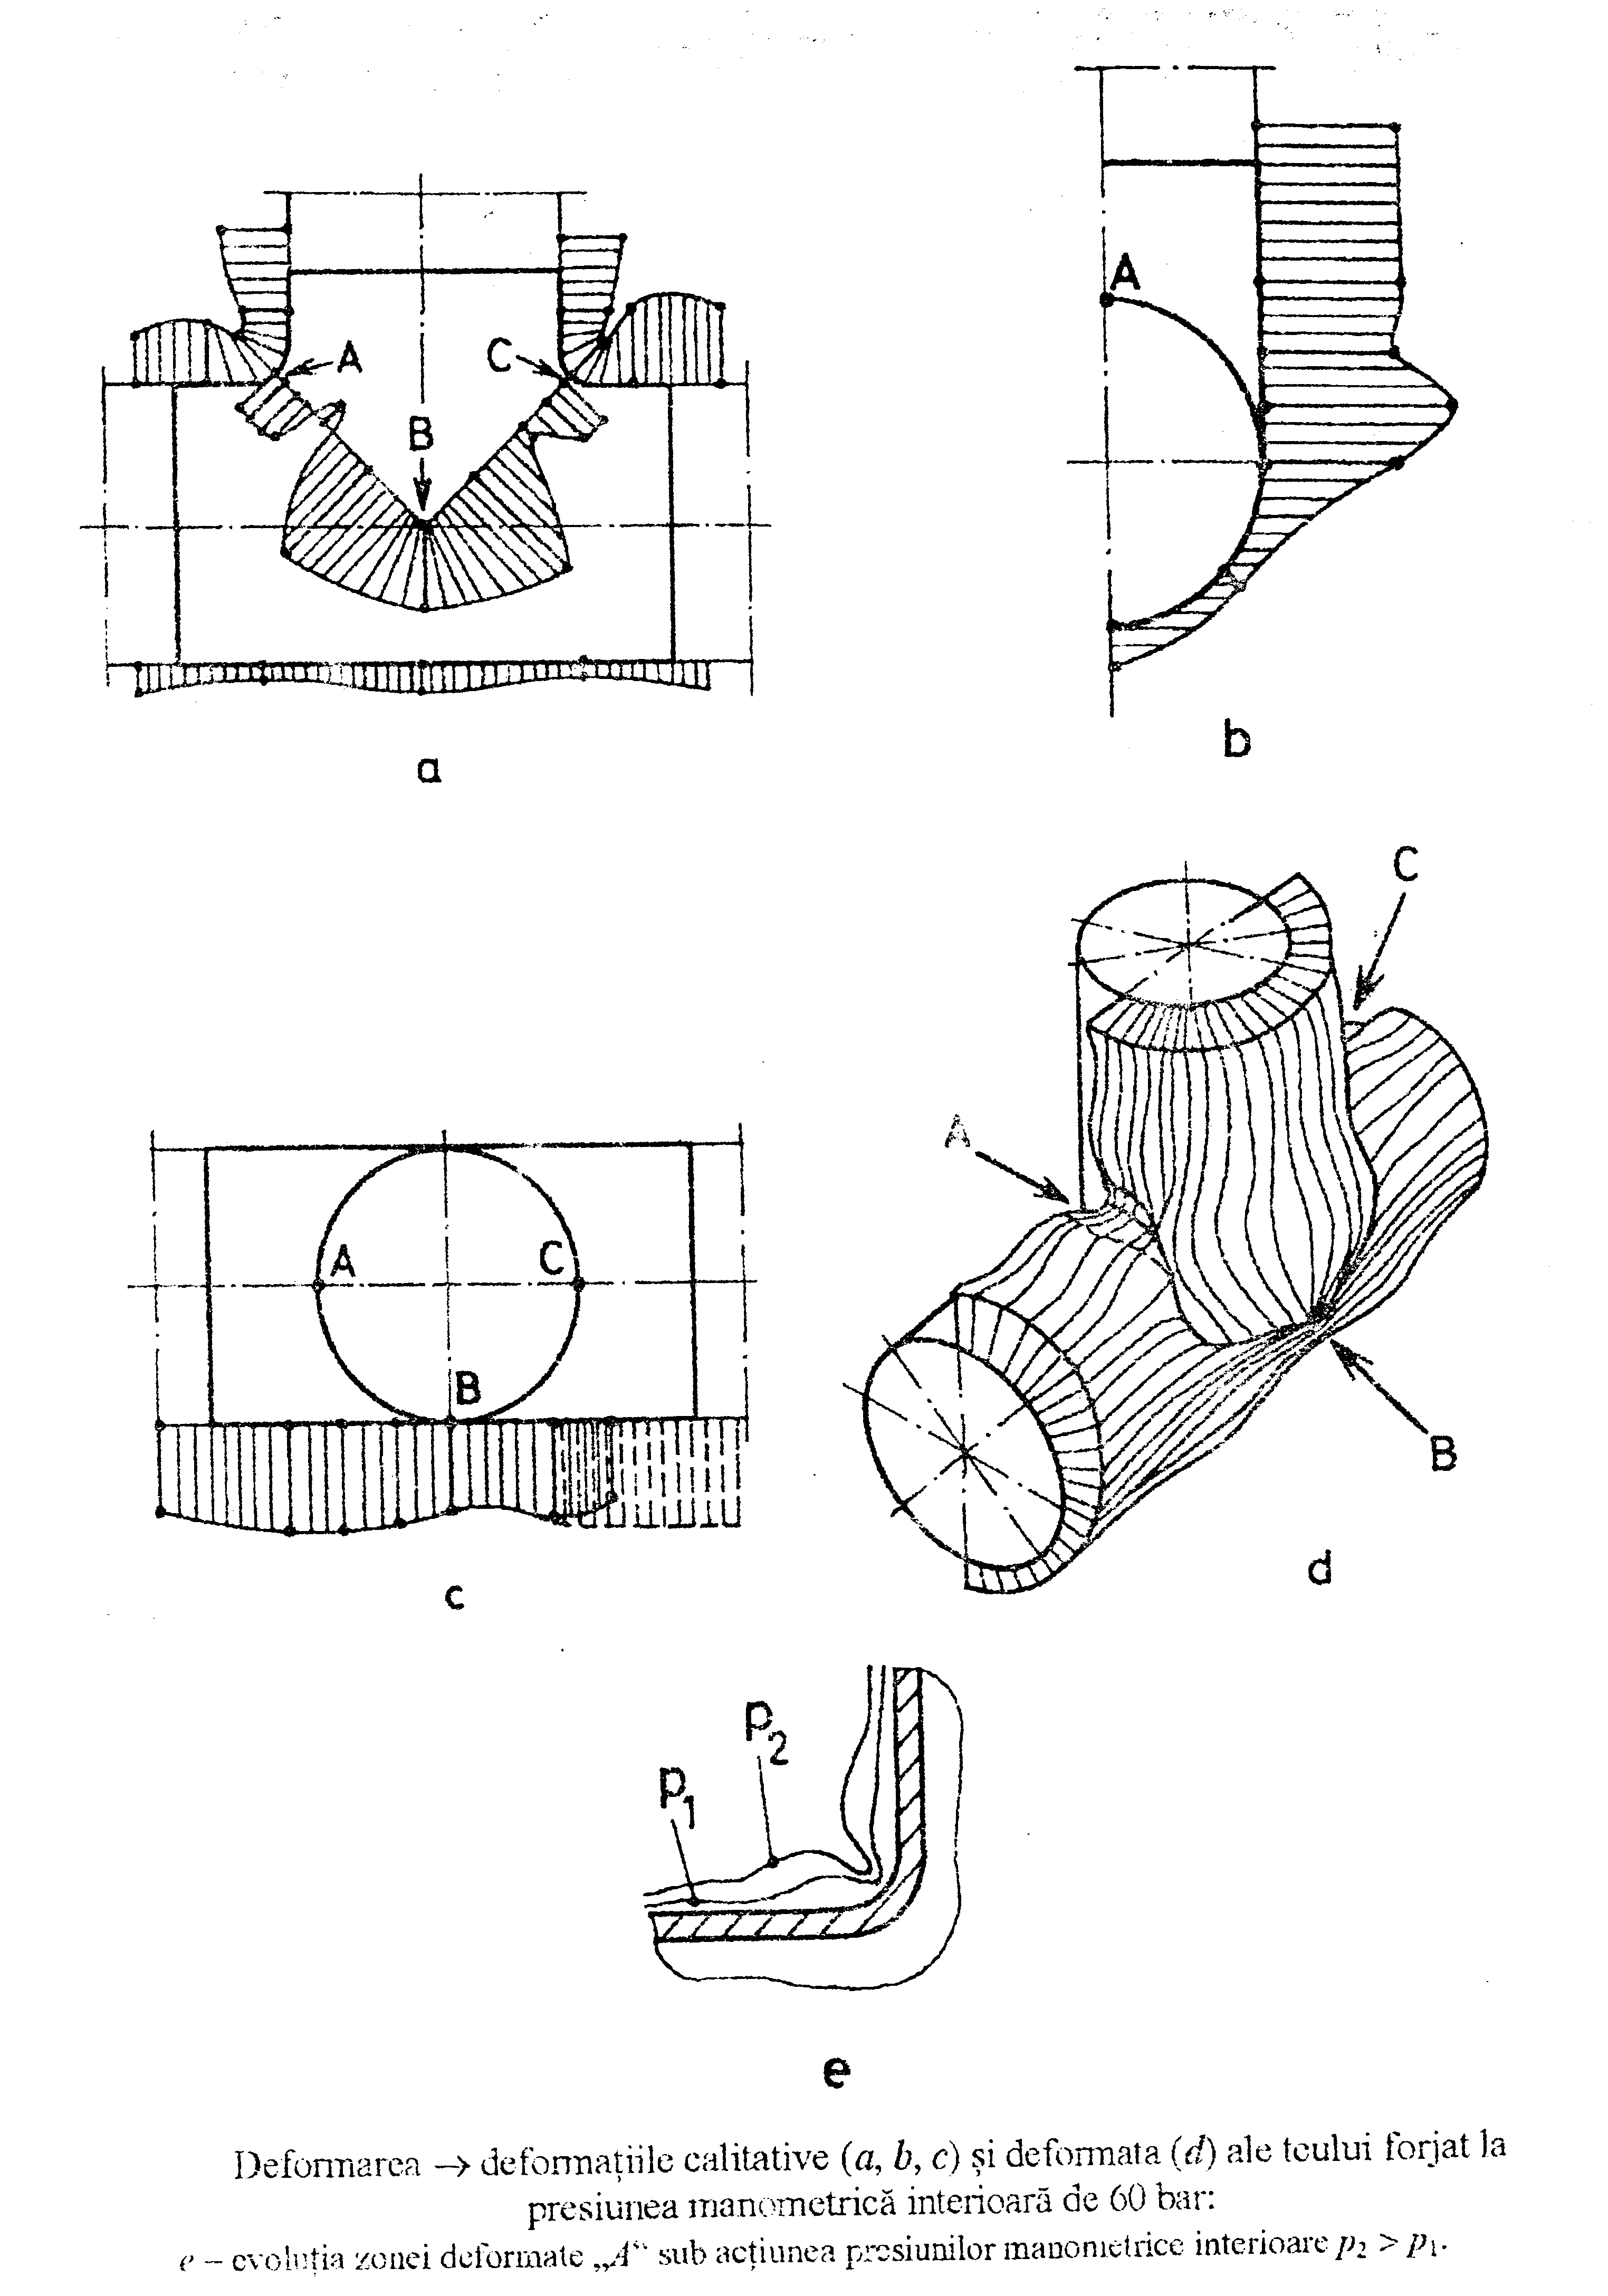 A
C
B
a
A
b
C
A
B
d
A
C
B
c
p2
p1
e
Deformarea → deformațiile calitative (a, b, c) și deformata (d) ale teului forjat la
presiunea manometrică interioară de 60 bar:
e – evoluția zonei deformate „A“ sub acțiunea presiunilor manometrice interioare p2 > p1.